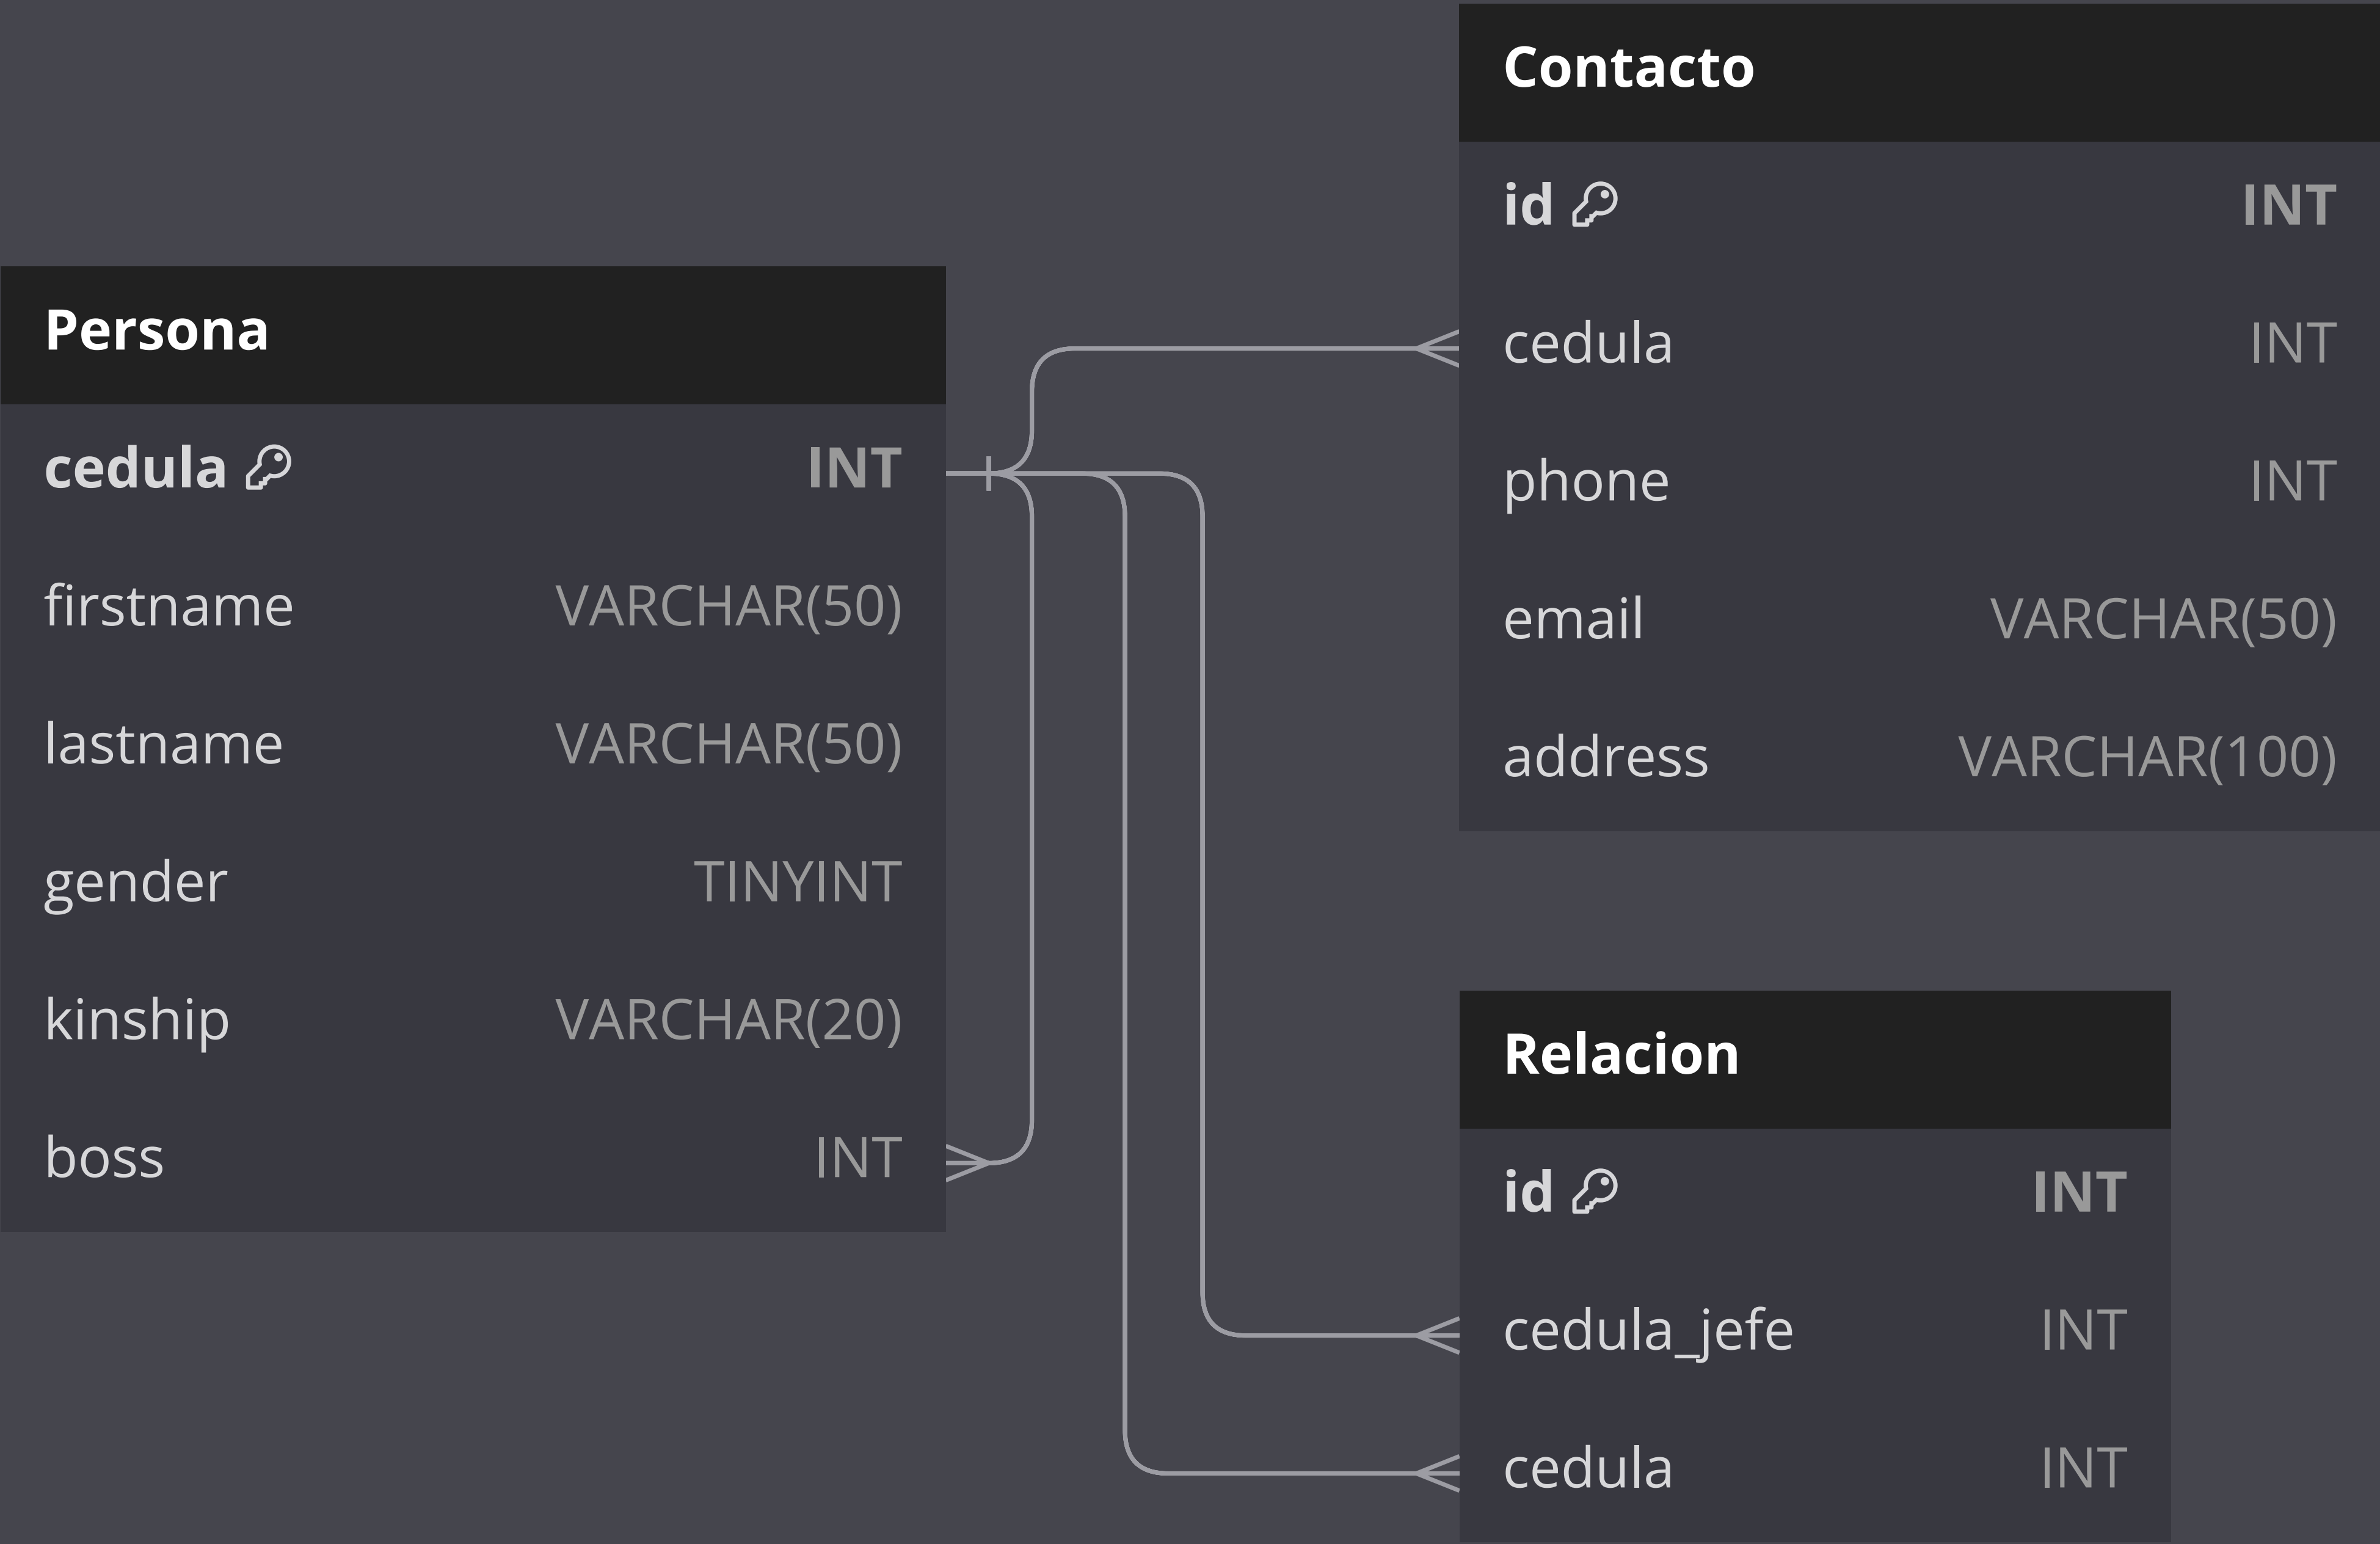 Persona
cedula INT
firstname VARCHAR(50)
lastname VARCHAR(50)
gender TINYINT
kinship VARCHAR(20)
boss INT
Contacto
id INT
cedula INT
phone INT
email VARCHAR(50)
address VARCHAR(100)
Relacion
id INT
cedula_jefe INT
cedula INT